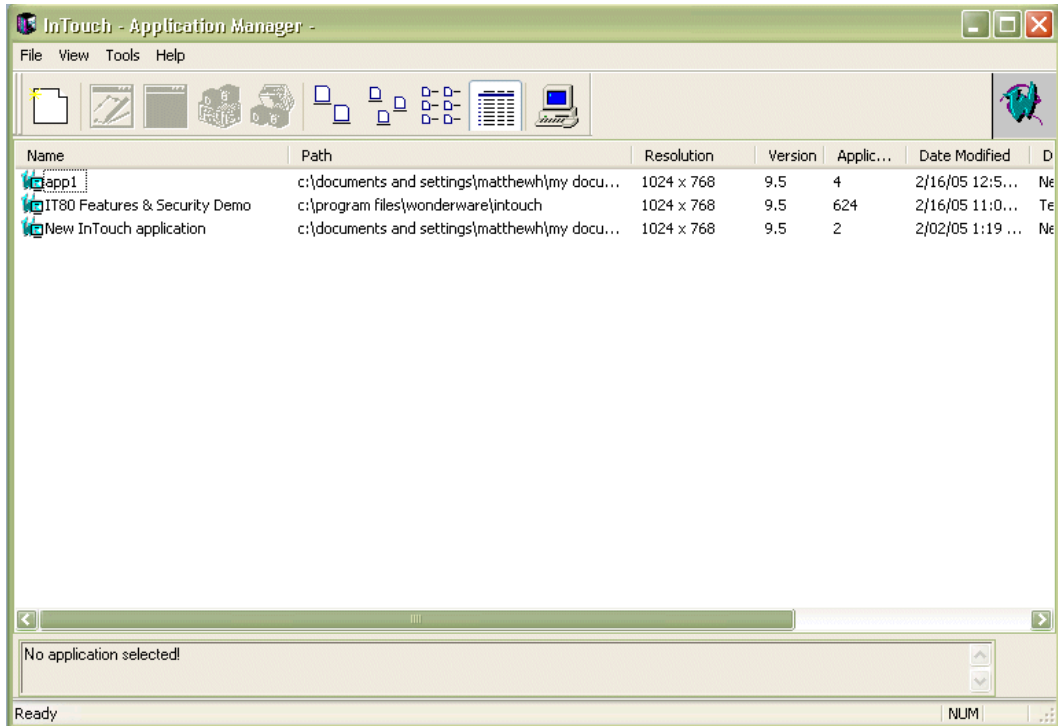 InTouch - Application Manager -
File View Tools Help
Name Path Resolution Version Applic... Date Modified D
app1 c:\documents and settings\matthewh\my docu... 1024 x 768 9.5 4 2/16/05 12:5... Ne
IT80 Features & Security Demo c:\program files\wonderware\intouch 1024 x 768 9.5 624 2/16/05 11:0... Te
New InTouch application c:\documents and settings\matthewh\my docu... 1024 x 768 9.5 2 2/02/05 1:19 ... Ne
No application selected!
Ready NUM